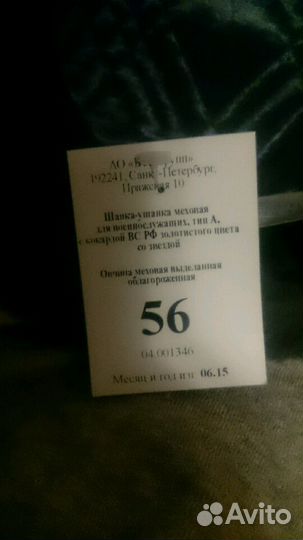 АО «Б
192241, Санкт-Петербург,
Пражская 10
Шапка-ушанка меховая
для военнослужащих, тип А,
с кокардой ВС РФ золотистого цвета
со звездой
Овчина меховая выделанная
облагороженная
56
04.001346
Месяц и год изг. 06.15
Avito